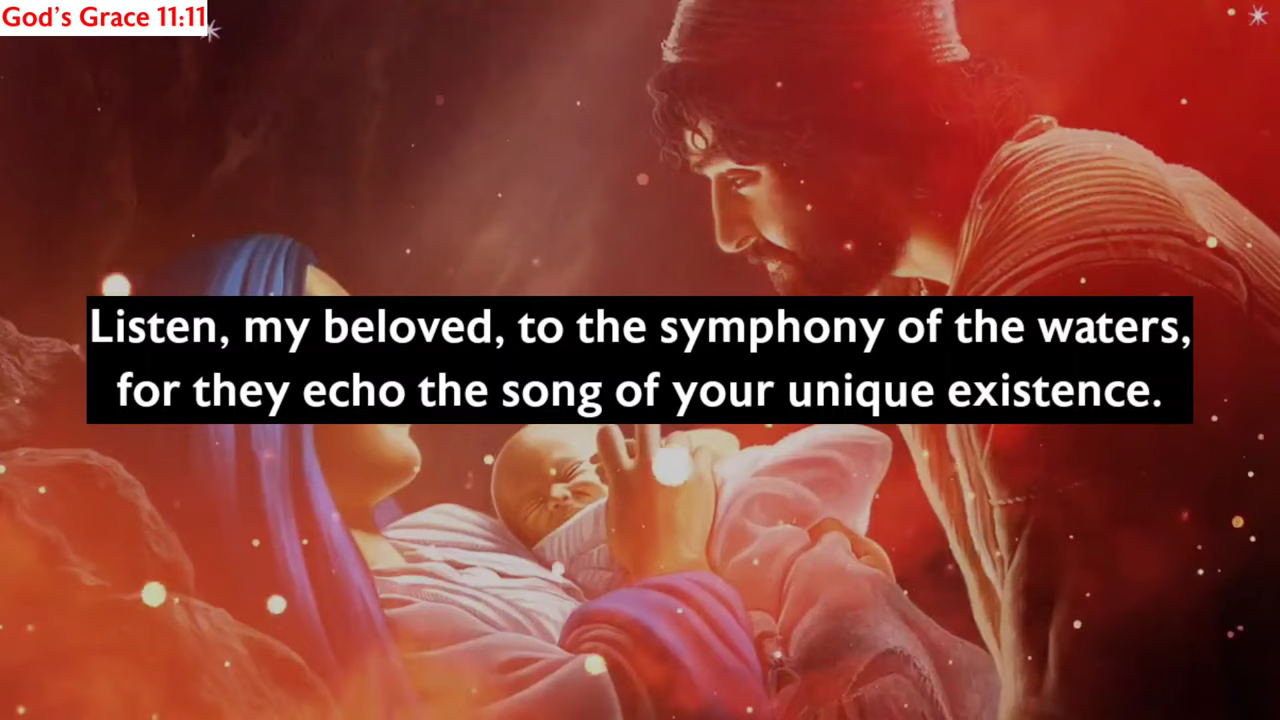 God's Grace 11:11
Listen, my beloved, to the symphony of the waters,
for they echo the song of your unique existence.